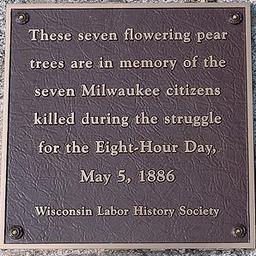 These seven flowering pear
trees are in memory of the
seven Milwaukee citizens
killed during the struggle
for the Eight-Hour Day,
May 5, 1886
Wisconsin Labor History Society